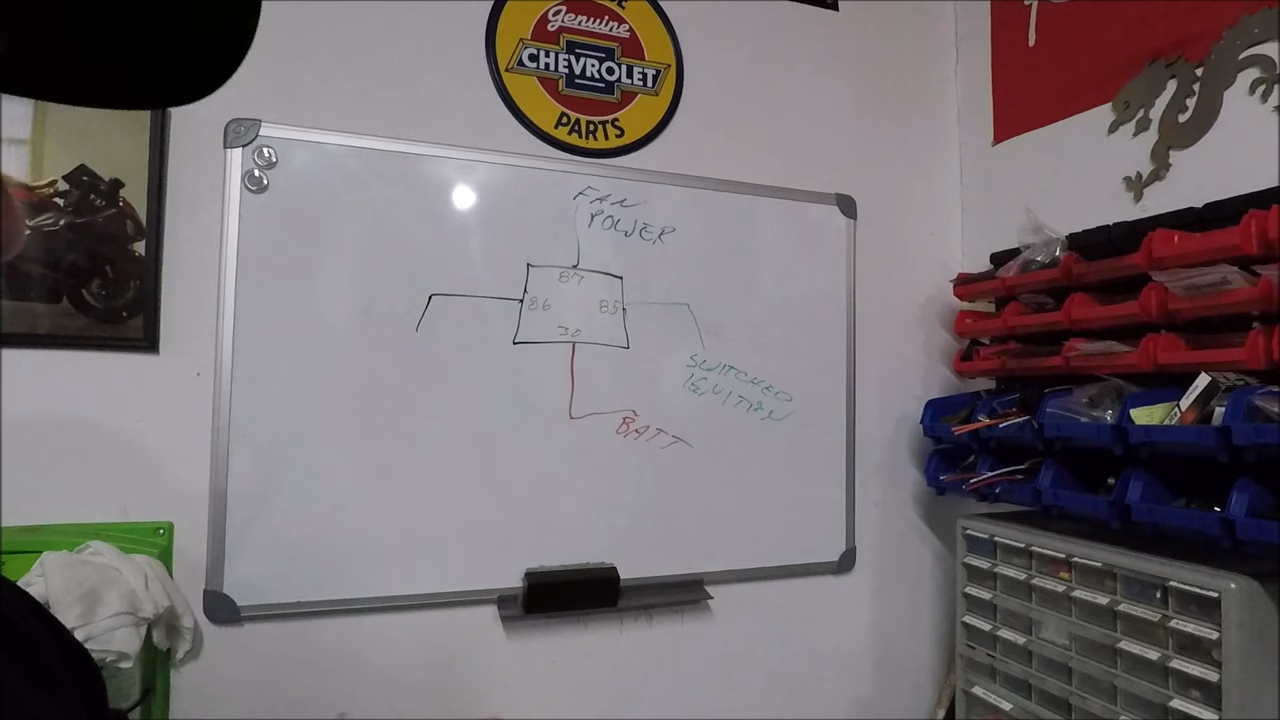 Genuine
CHEVROLET
PARTS
FAN
POWER
87
86
85
30
SWITCHED
IGNITION
BATT